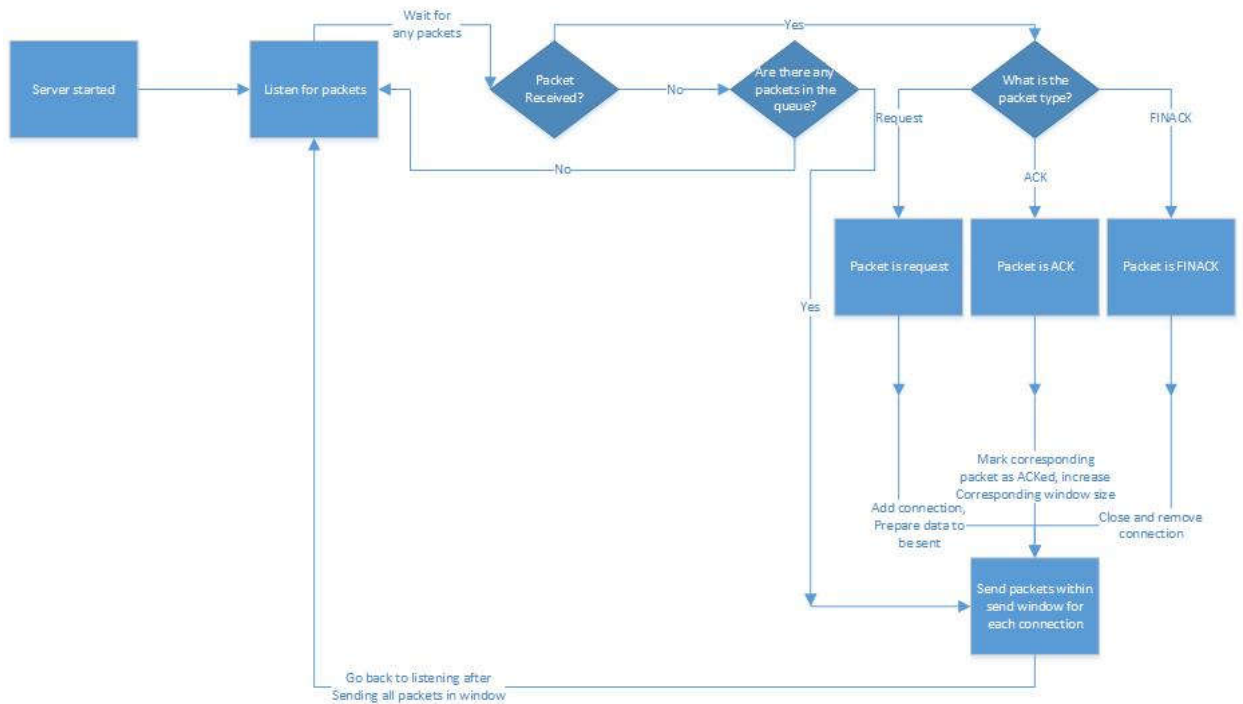 Wait for
any packets
Yes
Server started
Listen for packets
Packet
Received?
No
Are there any
packets in the
queue?
What is the
packet type?
Request
FINACK
No
ACK
Packet is request
Packet is ACK
Packet is FINACK
Yes
Mark corresponding
packet as ACKed, increase
Corresponding window size
Add connection,
Prepare data to
be sent
Close and remove
connection
Send packets within
send window for
each connection
Go back to listening after
Sending all packets in window